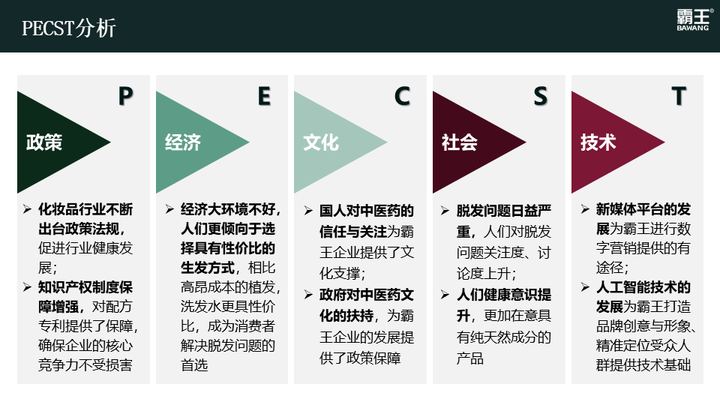 PECST分析
霸王®
BAWANG
P
政策
化妆品行业不断
出台政策法规，
促进行业健康发
展；
知识产权制度保
障增强，对配方
专利提供了保障，
确保企业的核心
竞争力不受损害
E
经济
经济大环境不好，
人们更倾向于选
择具有性价比的
生发方式，相比
高昂成本的植发，
洗发水更具性价
比，成为消费者
解决脱发问题的
首选
C
文化
国人对中医药的
信任与关注为霸
王企业提供了文
化支撑；
政府对中医药文
化的扶持，为霸
王企业的发展提
供了政策保障
S
社会
脱发问题日益严
重，人们对脱发
问题关注度、讨
论度上升；
人们健康意识提
升，更加在意具
有纯天然成分的
产品
T
技术
新媒体平台的发
展为霸王进行数
字营销提供的有
途径；
人工智能技术的
发展为霸王打造
品牌创意与形象、
精准定位受众人
群提供技术基础